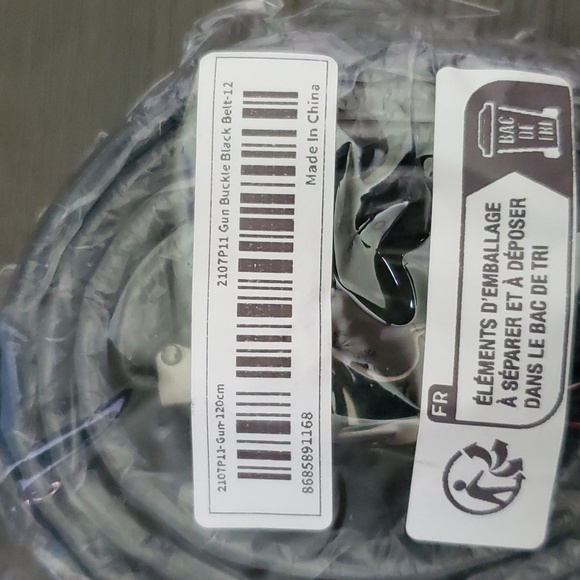 2107P11-Gun-120cm
2107P11 Gun Buckle Black Belt-12
8685891168
Made In China
FR
ÉLÉMENTS D'EMBALLAGE
À SÉPARER ET À DÉPOSER
DANS LE BAC DE TRI
BAC
DE
TRI